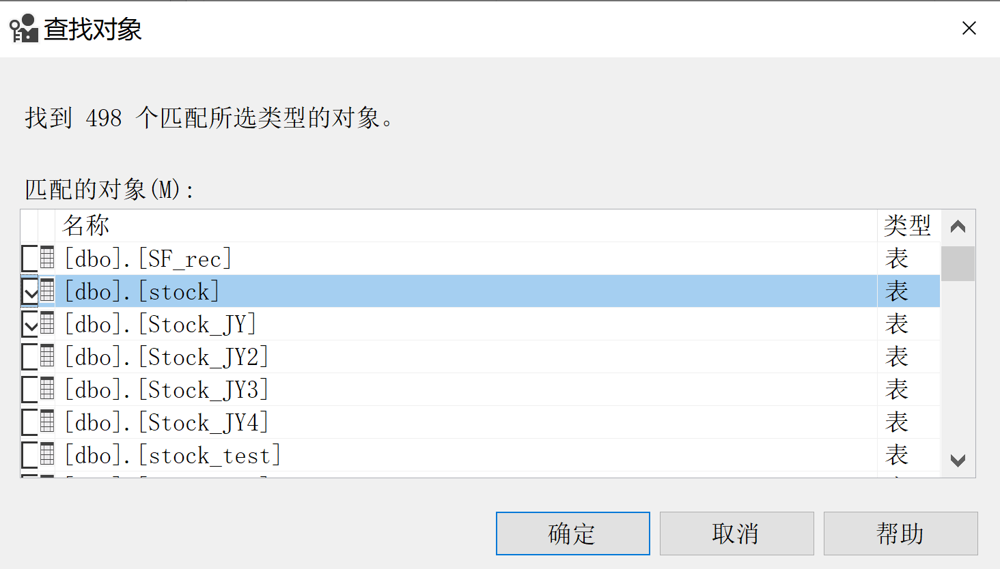 查找对象
找到 498 个匹配所选类型的对象。
匹配的对象(M):
名称 类型
[dbo].[SF_rec] 表
[dbo].[stock] 表
[dbo].[Stock_JY] 表
[dbo].[Stock_JY2] 表
[dbo].[Stock_JY3] 表
[dbo].[Stock_JY4] 表
[dbo].[stock_test] 表
确定 取消 帮助